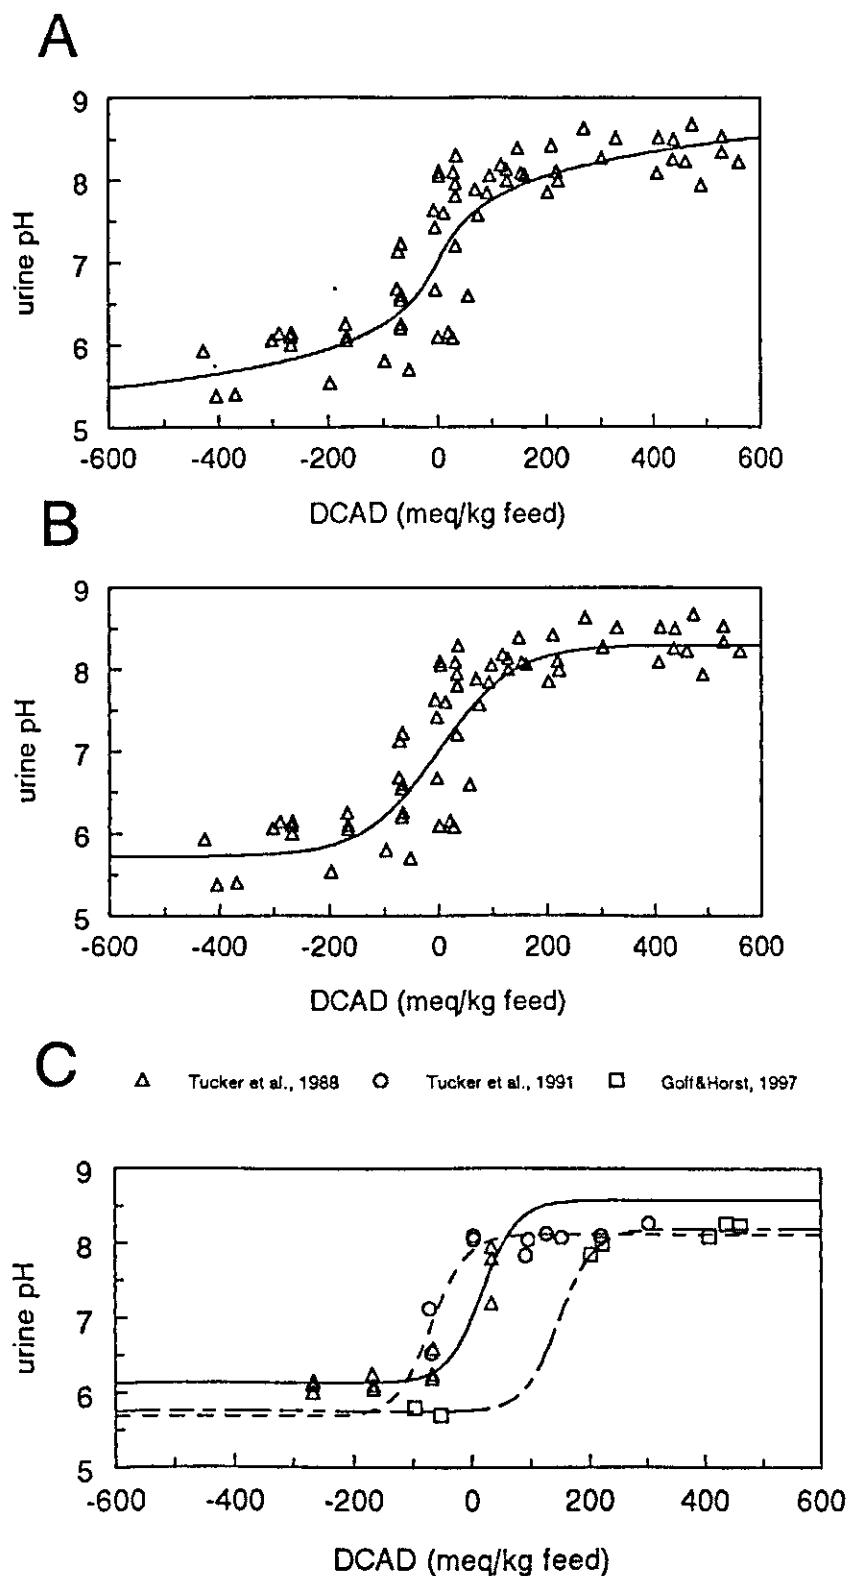 A
9
8
7
6
5
urine pH
-600 -400 -200 0 200 400 600
DCAD (meq/kg feed)
B
9
8
7
6
5
urine pH
-600 -400 -200 0 200 400 600
DCAD (meq/kg feed)
C
Tucker et al., 1988 Tucker et al., 1991 Goff&Horst, 1997
9
8
7
6
5
urine pH
-600 -400 -200 0 200 400 600
DCAD (meq/kg feed)